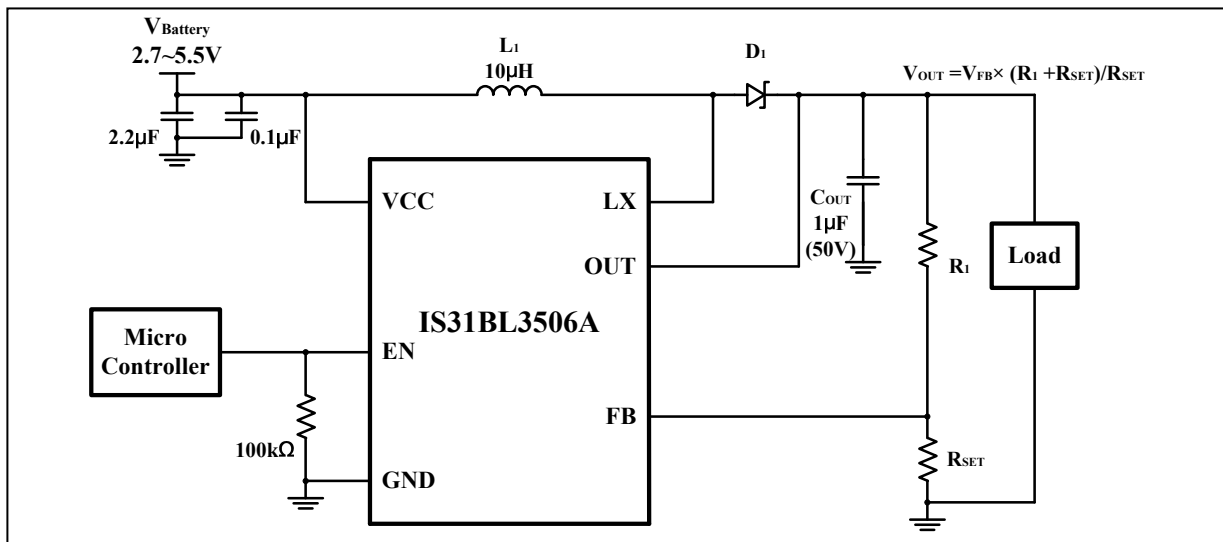 VBattery
2.7~5.5V
L1
10µH
D1
VOUT =VFB× (R1 +RSET)/RSET
2.2µF
0.1µF
VCC
LX
COUT
1µF
(50V)
OUT
R1
Load
IS31BL3506A
Micro
Controller
EN
FB
100kΩ
RSET
GND